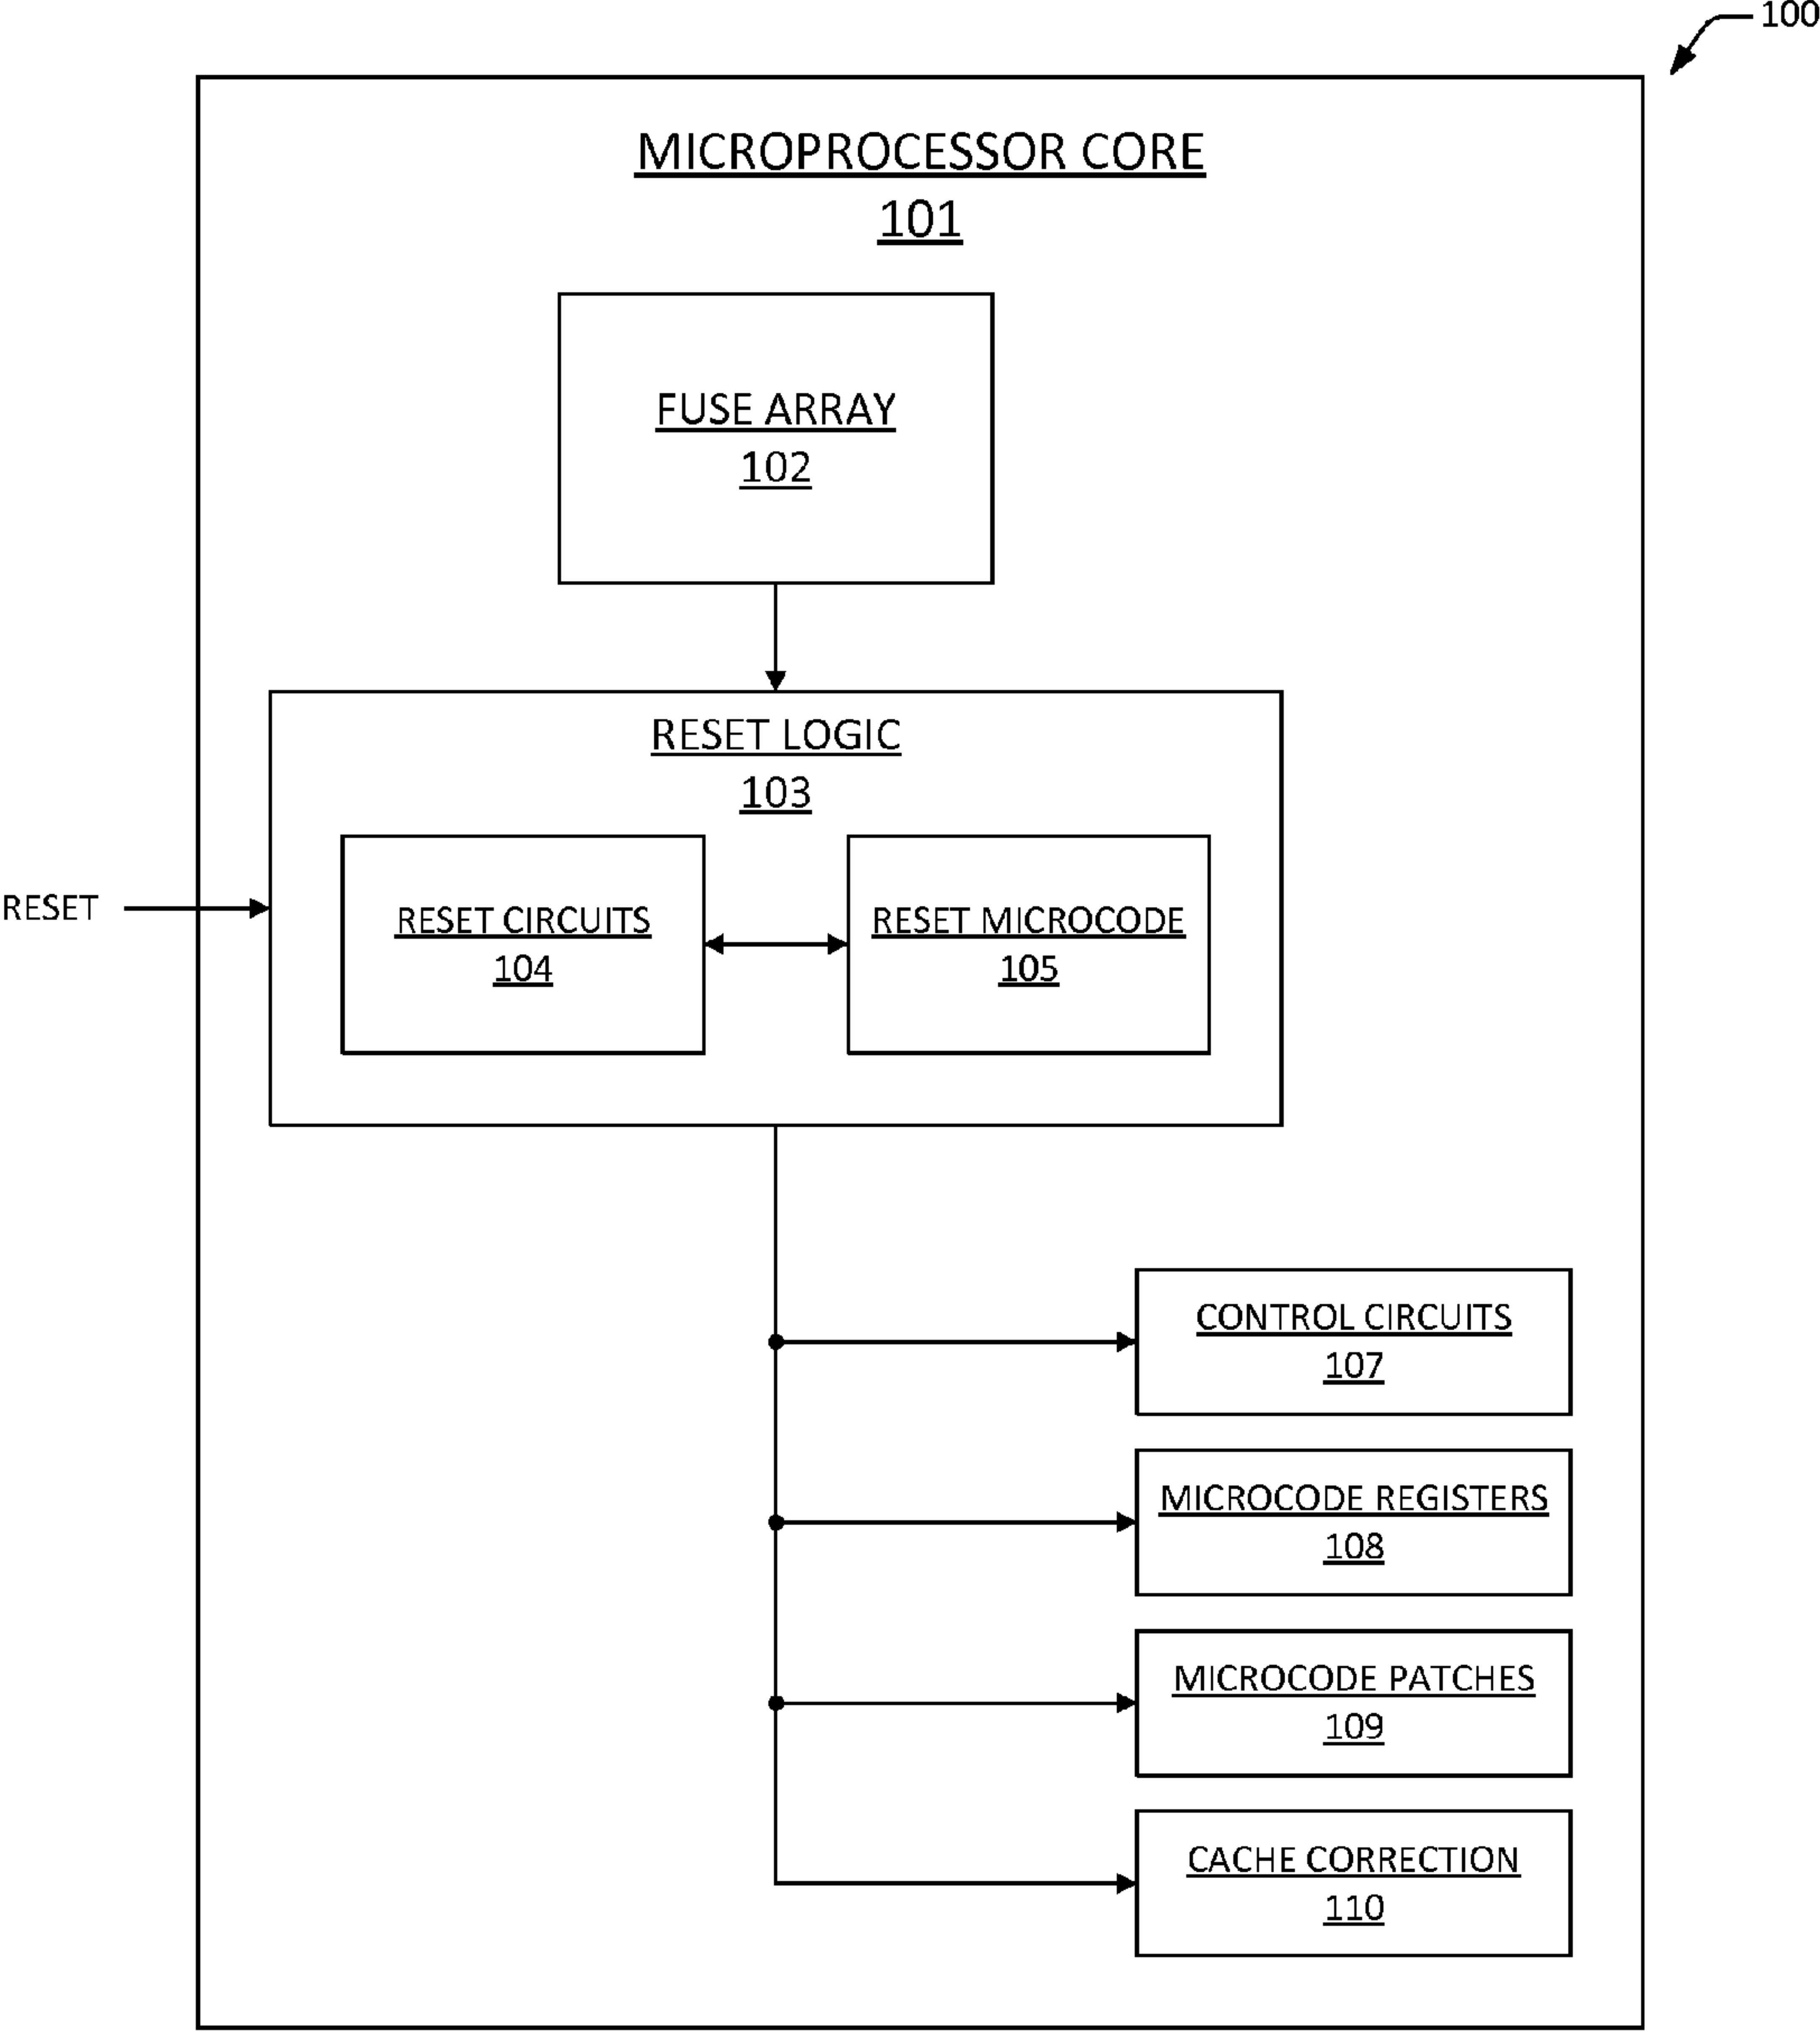 100
MICROPROCESSOR CORE
101
FUSE ARRAY
102
RESET LOGIC
103
RESET
RESET CIRCUITS
104
RESET MICROCODE
105
CONTROL CIRCUITS
107
MICROCODE REGISTERS
108
MICROCODE PATCHES
109
CACHE CORRECTION
110